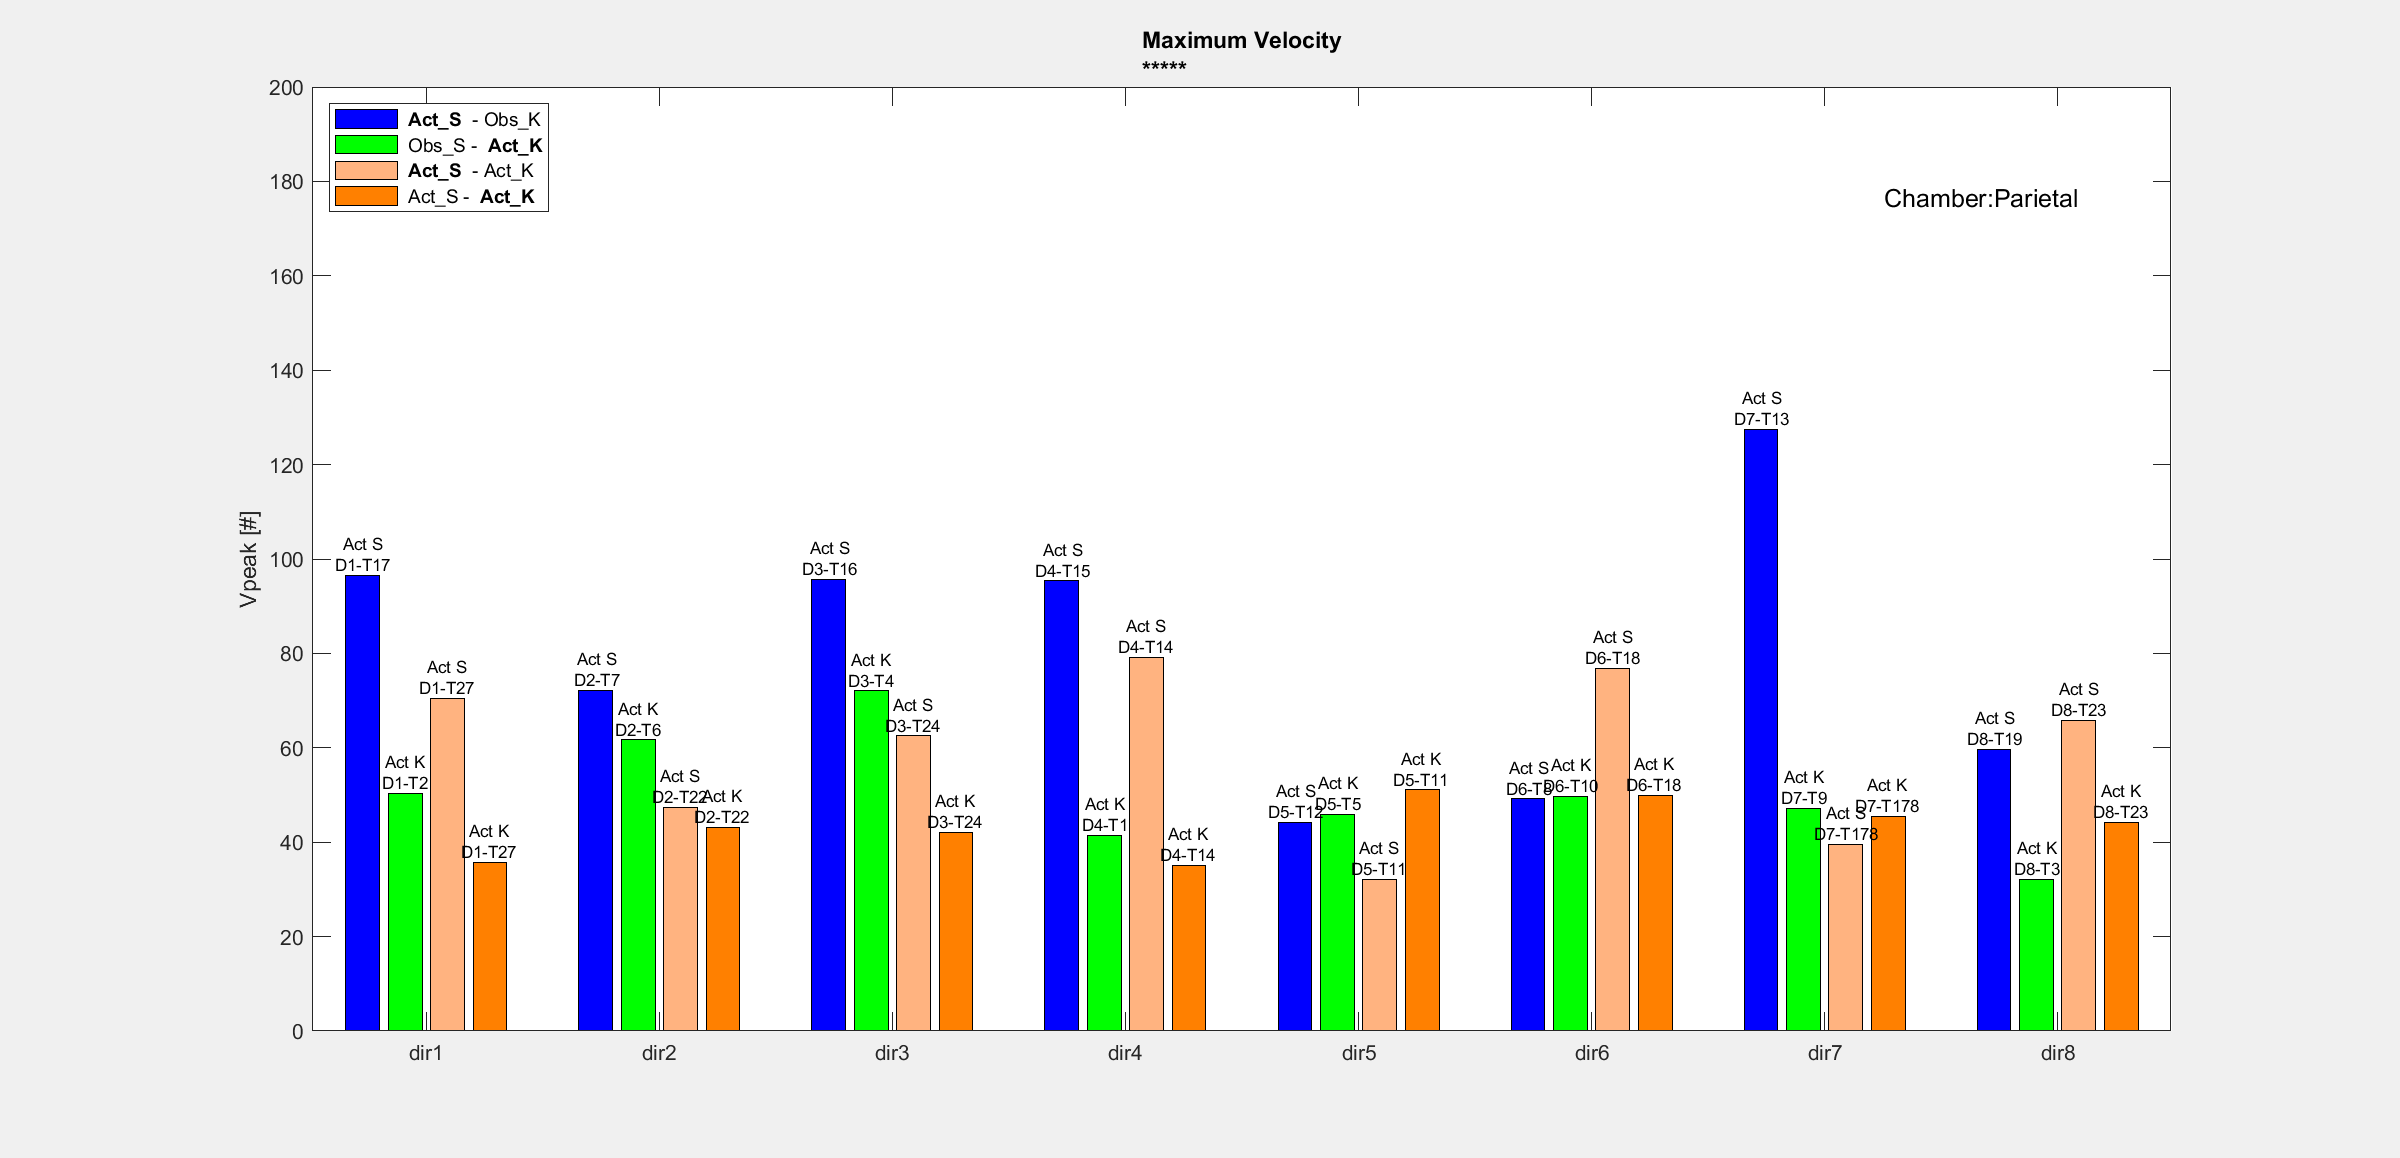 Maximum Velocity
*****
Act_S - Obs_K
Obs_S - Act_K
Act_S - Act_K
Act_S - Act_K
Chamber:Parietal
Vpeak [#]
200
180
160
140
120
100
80
60
40
20
0
Act S
D1-T17
Act K
D1-T2
Act S
D1-T27
Act K
D1-T27
Act S
D2-T7
Act K
D2-T6
Act S
D2-T22
Act K
D2-T22
Act S
D3-T16
Act K
D3-T4
Act S
D3-T24
Act K
D3-T24
Act S
D4-T15
Act K
D4-T1
Act S
D4-T14
Act K
D4-T14
Act S
D5-T12
Act K
D5-T5
Act S
D5-T11
Act K
D5-T11
Act S
D6-T8
Act K
D6-T10
Act S
D6-T18
Act K
D6-T18
Act S
D7-T13
Act K
D7-T9
Act S
D7-T178
Act K
D7-T178
Act S
D8-T19
Act K
D8-T3
Act S
D8-T23
Act K
D8-T23
dir1
dir2
dir3
dir4
dir5
dir6
dir7
dir8